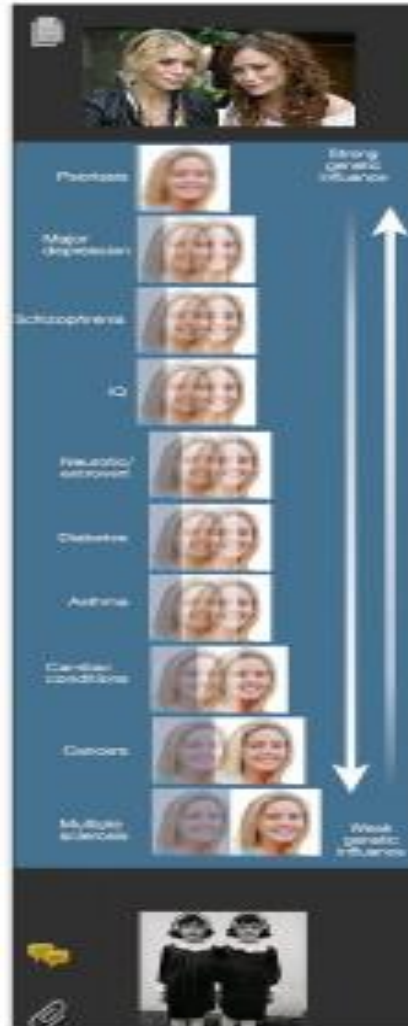 Psoriasis
Strong
genetic
influence
Major
depression
Schizophrenia
IQ
Neurotic/
extrovert
Diabetes
Asthma
Cardiac
conditions
Cancers
Multiple
sclerosis
Weak
genetic
influence